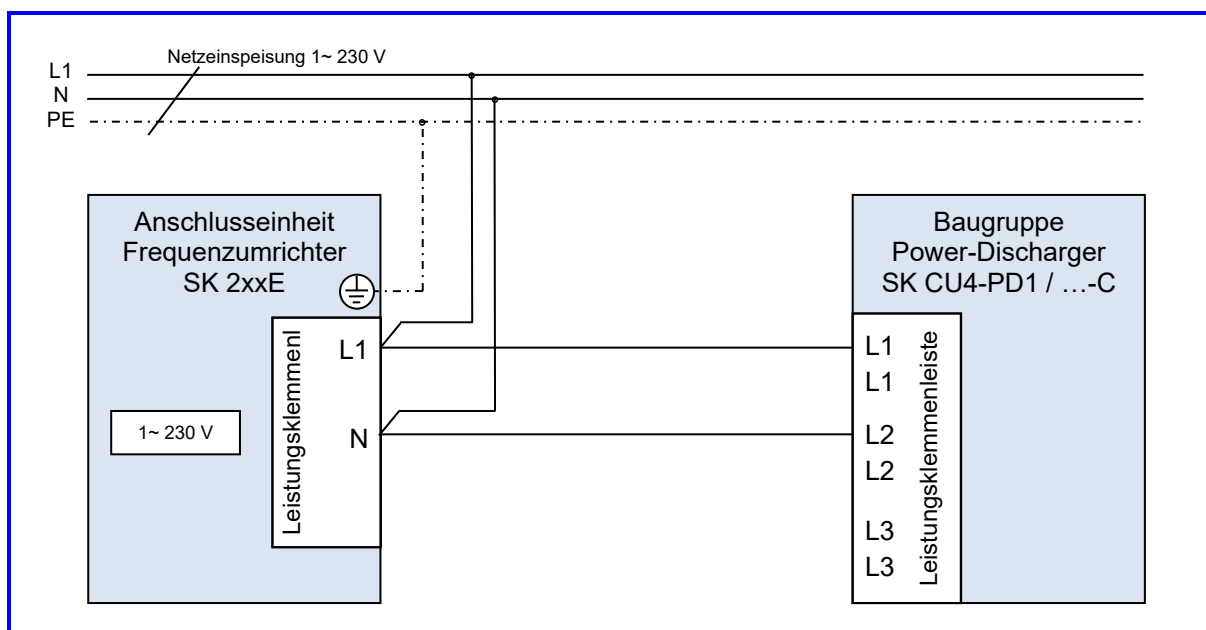 Netzeinspeisung 1~ 230 V
L1
N
PE
Anschlusseinheit
Frequenzumrichter
SK 2xxE
Leistungsklemmenl
L1
N
1~ 230 V
Baugruppe
Power-Discharger
SK CU4-PD1 / …-C
L1
L1
L2
L2
L3
L3
Leistungsklemmenleiste